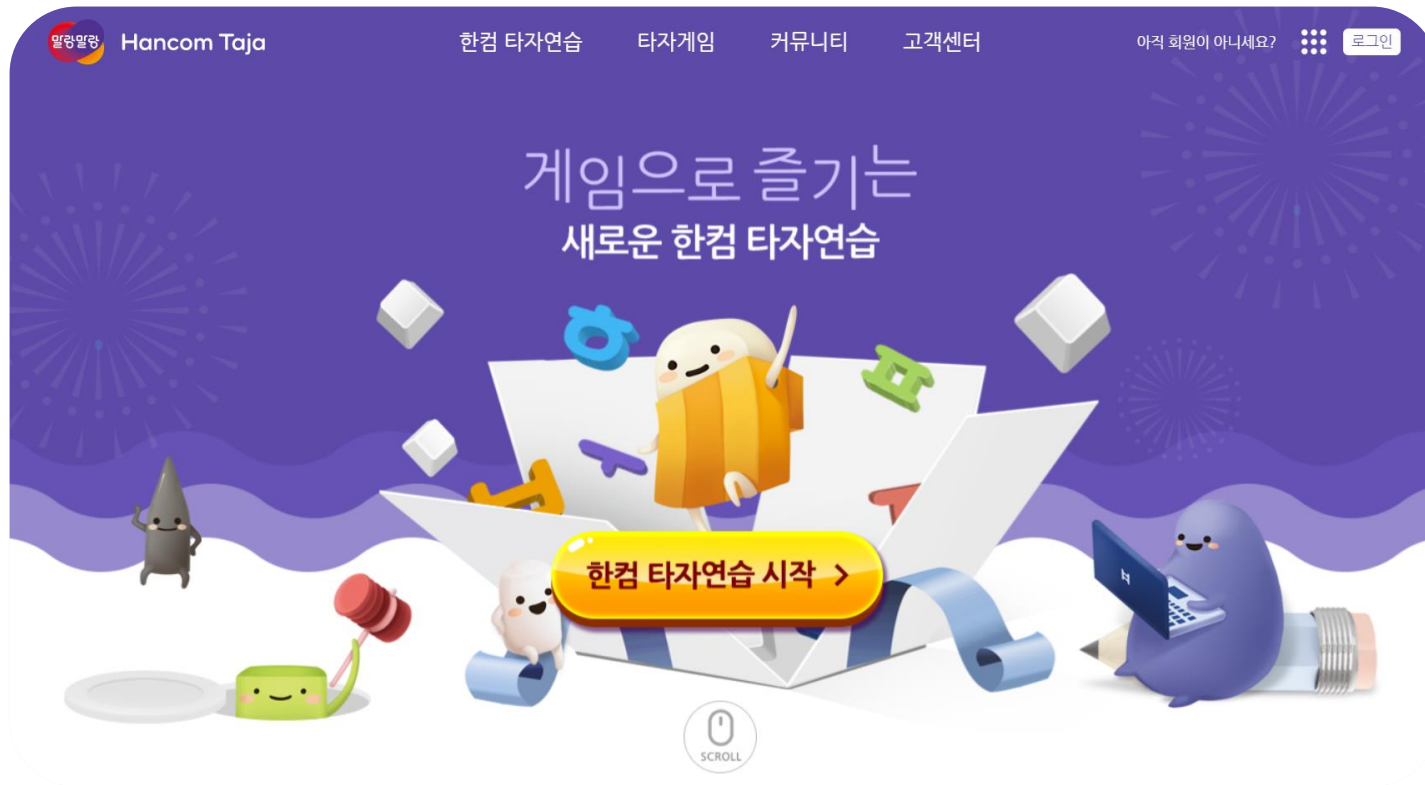 말랑말랑 Hancom Taja
한컴 타자연습 타자게임 커뮤니티 고객센터
아직 회원이 아니세요? 로그인
게임으로 즐기는
새로운 한컴 타자연습
한컴 타자연습 시작 >
SCROLL